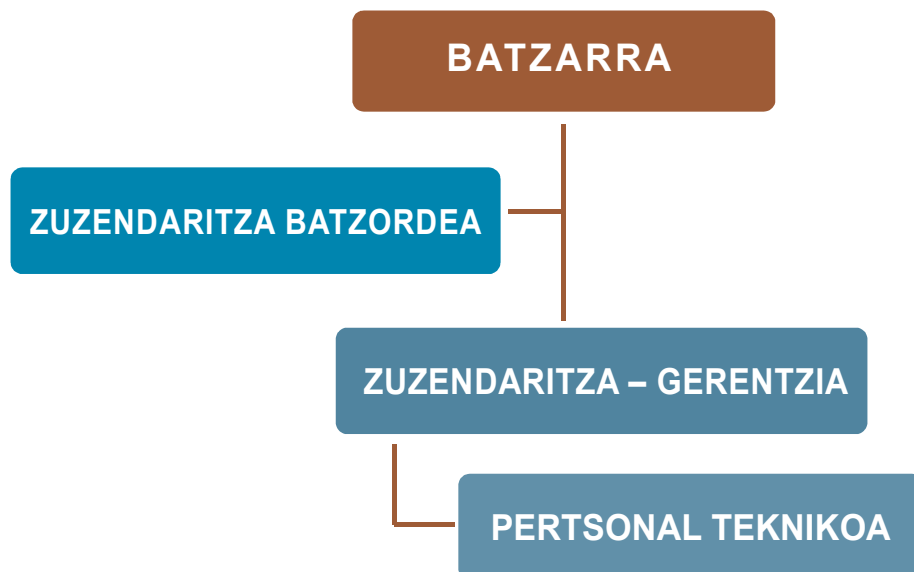 BATZARRA
ZUZENDARITZA BATZORDEA
ZUZENDARITZA – GERENTZIA
PERTSONAL TEKNIKOA